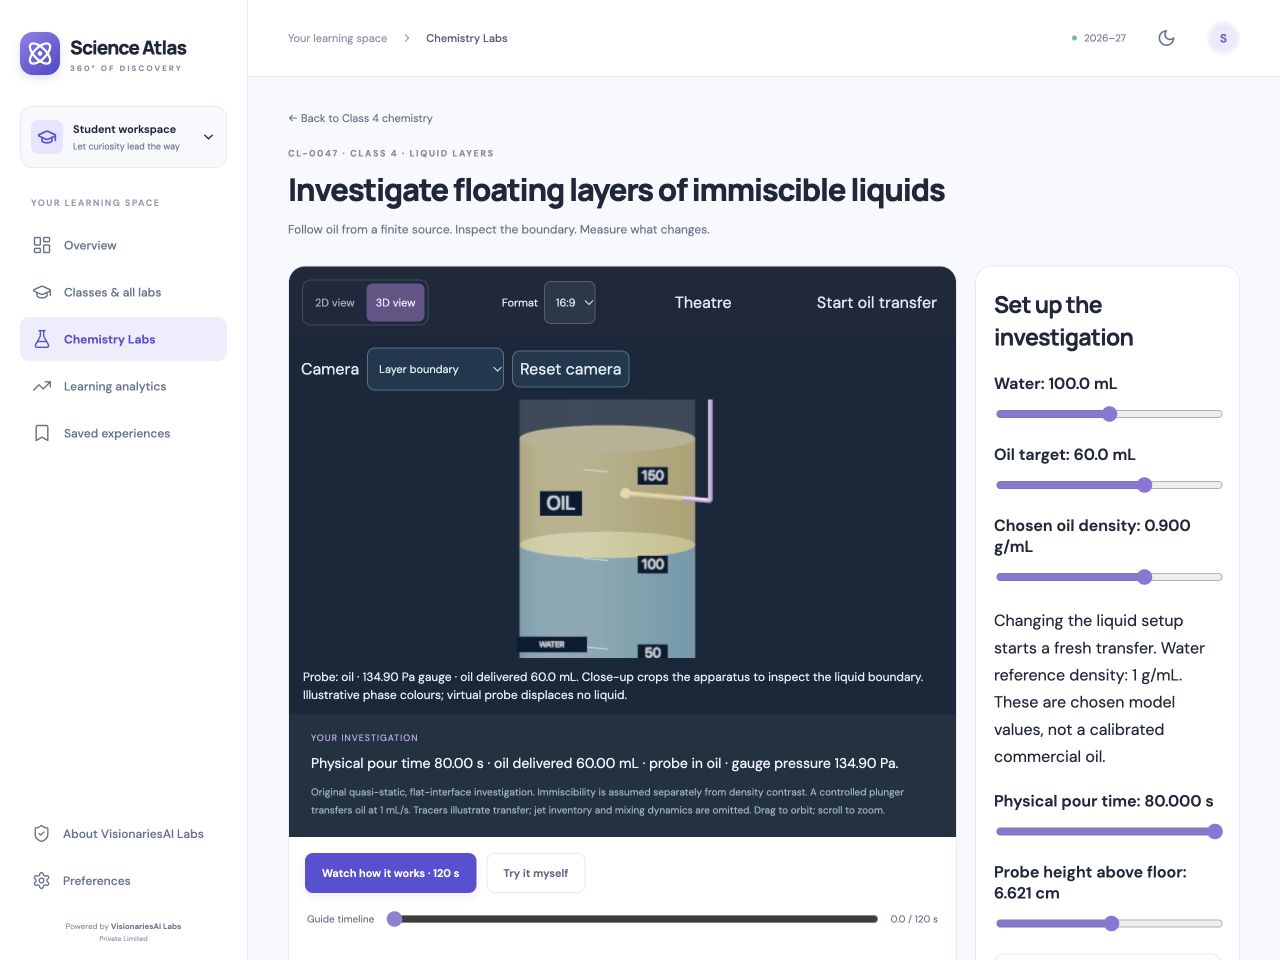 Science Atlas
360° OF DISCOVERY
Student workspace
Let curiosity lead the way
YOUR LEARNING SPACE
Overview
Classes & all labs
Chemistry Labs
Learning analytics
Saved experiences
About VisionariesAI Labs
Preferences
Powered by VisionariesAI Labs
Private Limited
Your learning space
Chemistry Labs
2026–27
S
← Back to Class 4 chemistry
CL-0047 · CLASS 4 · LIQUID LAYERS
Investigate floating layers of immiscible liquids
Follow oil from a finite source. Inspect the boundary. Measure what changes.
2D view
3D view
Format
16:9
Theatre
Start oil transfer
Camera
Layer boundary
Reset camera
150
OIL
100
WATER
50
Probe: oil · 134.90 Pa gauge · oil delivered 60.0 mL. Close-up crops the apparatus to inspect the liquid boundary.
Illustrative phase colours; virtual probe displaces no liquid.
YOUR INVESTIGATION
Physical pour time 80.00 s · oil delivered 60.00 mL · probe in oil · gauge pressure 134.90 Pa.
Original quasi-static, flat-interface investigation. Immiscibility is assumed separately from density contrast. A controlled plunger
transfers oil at 1 mL/s. Tracers illustrate transfer; jet inventory and mixing dynamics are omitted. Drag to orbit; scroll to zoom.
Watch how it works · 120 s
Try it myself
Guide timeline
0.0 / 120 s
Set up the
investigation
Water: 100.0 mL
Oil target: 60.0 mL
Chosen oil density: 0.900
g/mL
Changing the liquid setup
starts a fresh transfer. Water
reference density: 1 g/mL.
These are chosen model
values, not a calibrated
commercial oil.
Physical pour time: 80.000 s
Probe height above floor:
6.621 cm